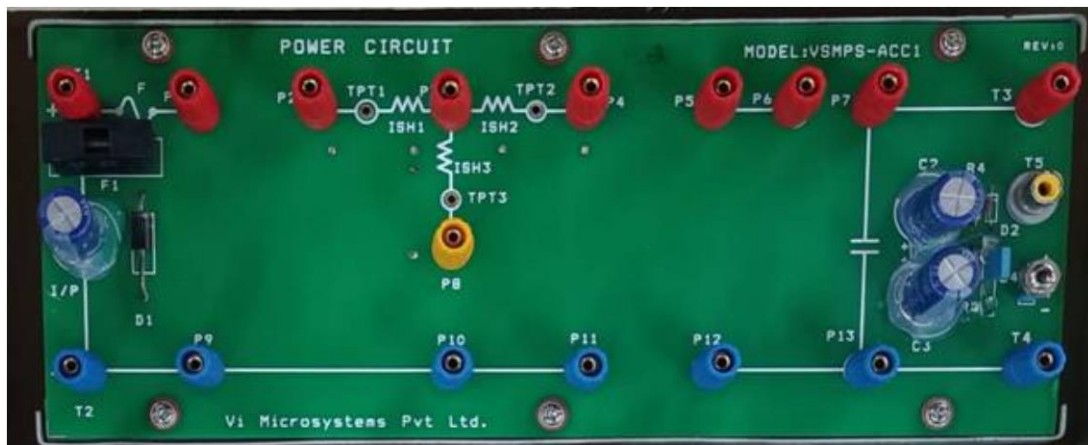 POWER CIRCUIT
MODEL:VSMPS-ACC1
REV:0
T1
F
P2
TPT1
TPT2
P4
P5
P6
P7
T3
ISH1
ISH2
ISH3
F1
C2
R4
T5
TPT3
D2
I/P
P8
D1
P9
P10
P11
P12
P13
C3
T4
T2
Vi Microsystems Pvt Ltd.